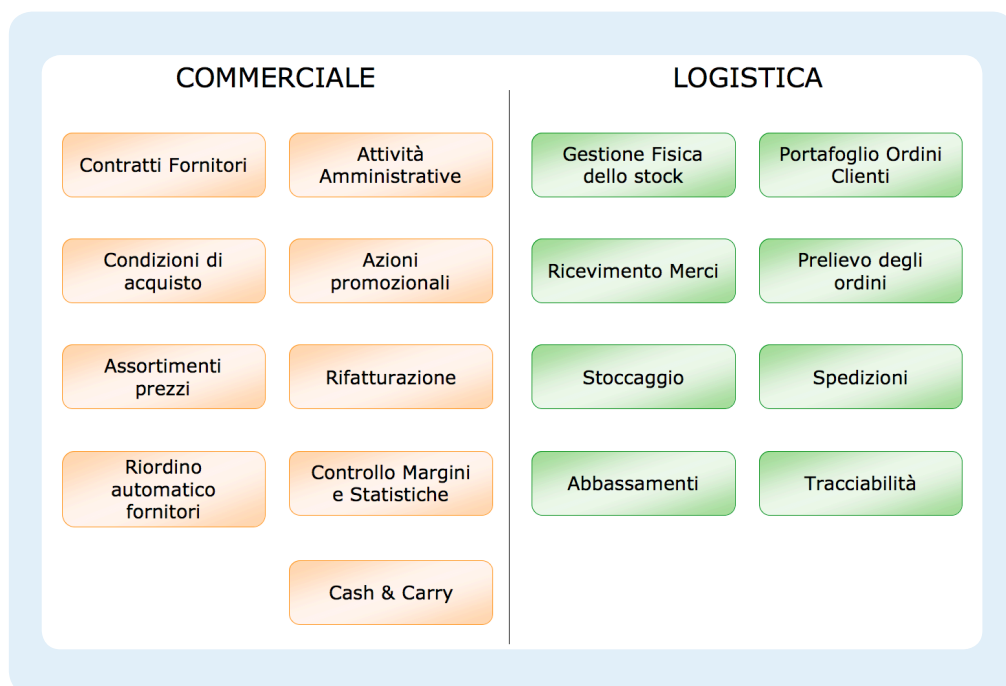 COMMERCIALE
Contratti Fornitori
Attività
Amministrative
Condizioni di
acquisto
Azioni
promozionali
Assortimenti
prezzi
Rifatturazione
Riordino
automatico
fornitori
Controllo Margini
e Statistiche
Cash & Carry
LOGISTICA
Gestione Fisica
dello stock
Portafoglio Ordini
Clienti
Ricevimento Merci
Prelievo degli
ordini
Stoccaggio
Spedizioni
Abbassamenti
Tracciabilità